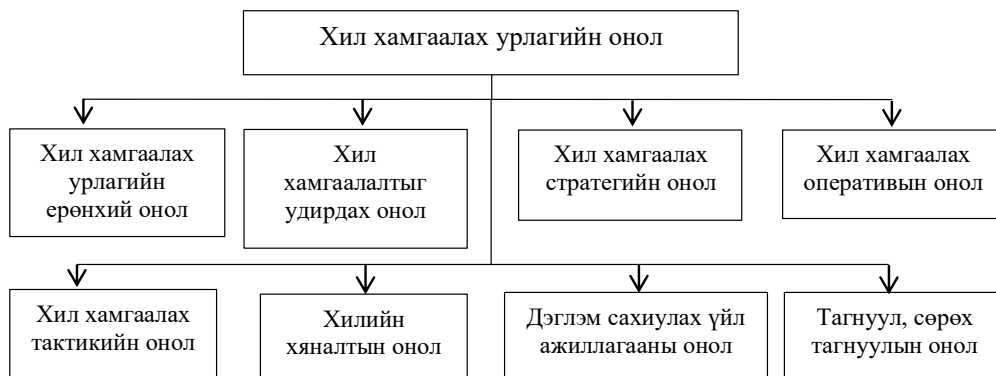 Хил хамгаалах урлагийн онол
Хил хамгаалах
урлагийн
ерөнхий онол
Хил
хамгаалалтыг
удирдах онол
Хил хамгаалах
стратегийн онол
Хил хамгаалах
оперативын онол
Хил хамгаалах
тактикийн онол
Хилийн
хяналтын онол
Дэглэм сахиулах үйл
ажиллагааны онол
Тагнуул, сөрөх
тагнуулын онол